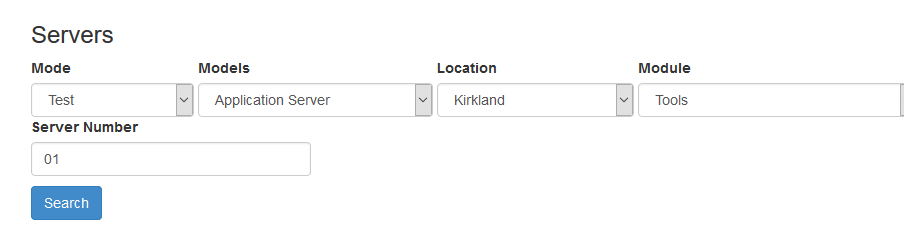 Servers
Mode Models Location Module
Test Application Server Kirkland Tools
Server Number
01
Search